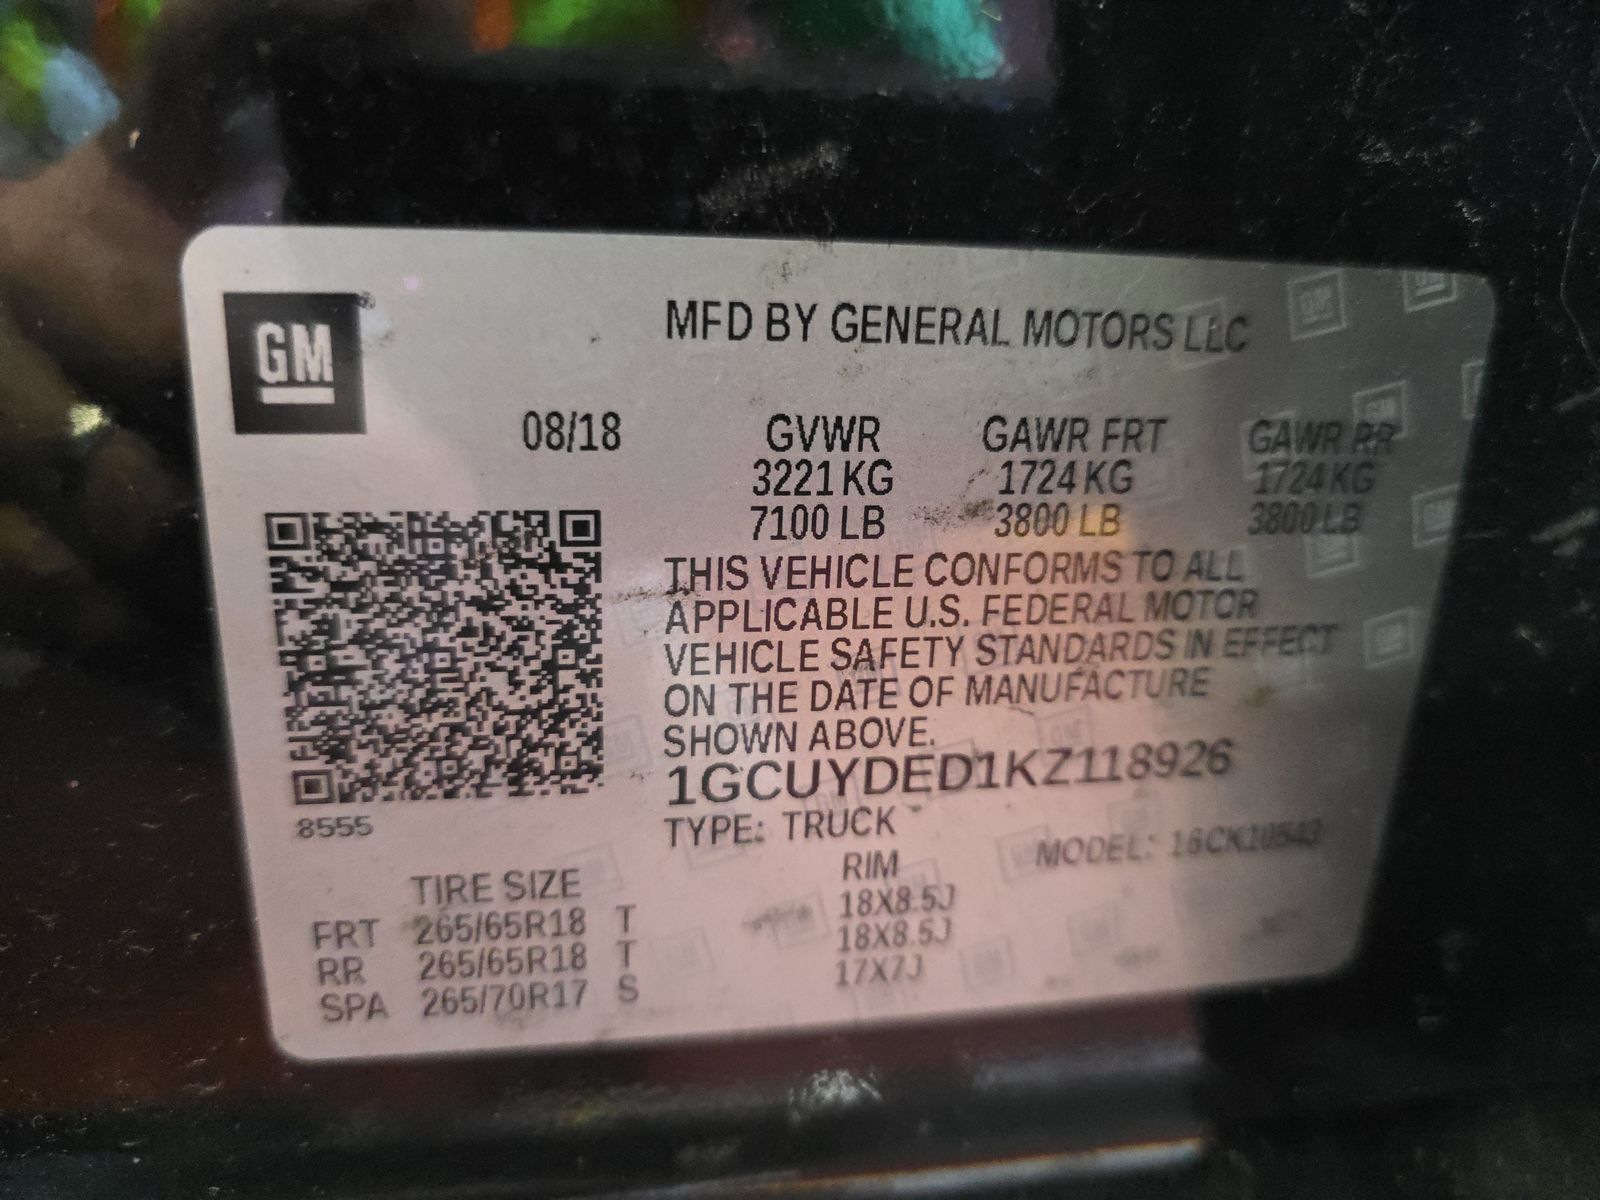 GM
MFD BY GENERAL MOTORS LLC
08/18 GVWR GAWR FRT GAWR RR
3221 KG 1724 KG 1724 KG
7100 LB 3800 LB 3800 LB
THIS VEHICLE CONFORMS TO ALL
APPLICABLE U.S. FEDERAL MOTOR
VEHICLE SAFETY STANDARDS IN EFFECT
ON THE DATE OF MANUFACTURE
SHOWN ABOVE.
1GCUYDED1KZ118926
8555
TYPE: TRUCK
MODEL: 16CK10543
TIRE SIZE RIM
FRT 265/65R18 T 18X8.5J
RR 265/65R18 T 18X8.5J
SPA 265/70R17 S 17X7J